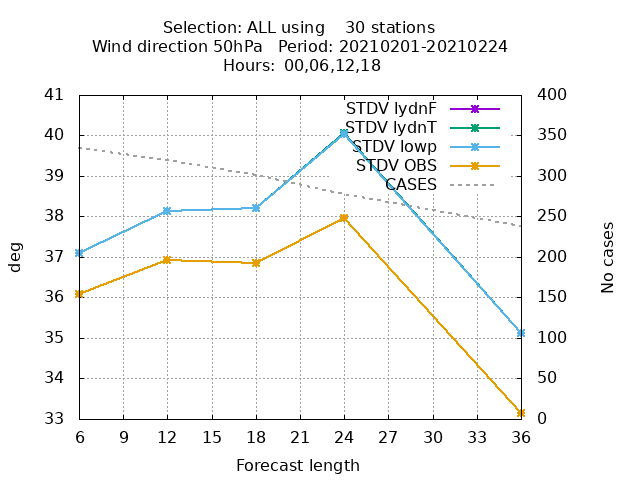 Selection: ALL using 30 stations
Wind direction 50hPa Period: 20210201-20210224
Hours: 00,06,12,18
41
40
39
38
37
36
35
34
33
400
350
300
250
200
150
100
50
0
STDV lydnF
STDV lydnT
STDV lowp
STDV OBS
CASES
deg
No cases
6 9 12 15 18 21 24 27 30 33 36
Forecast length